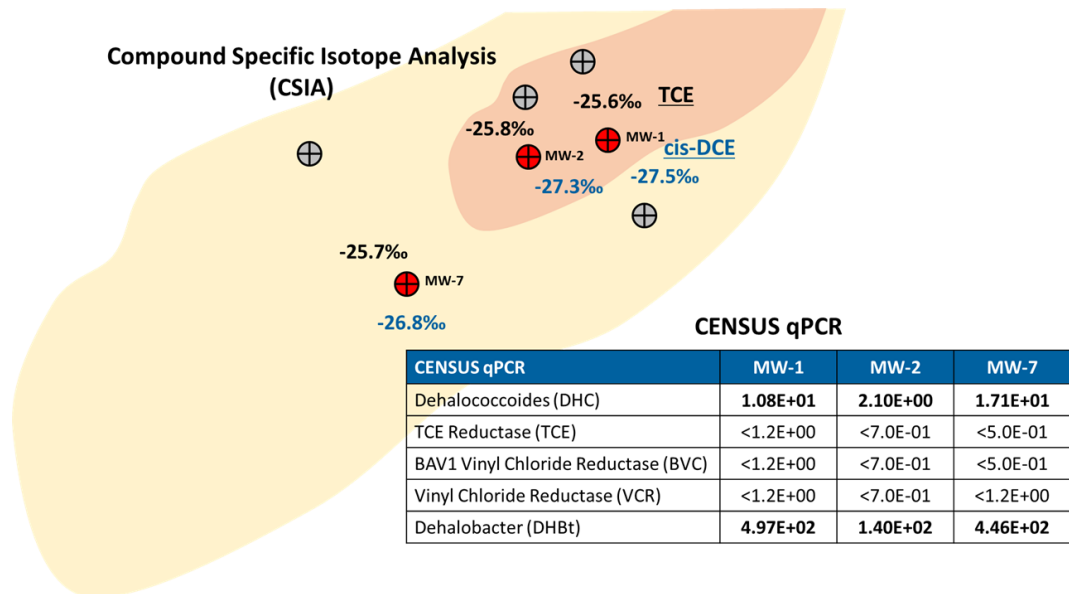 Compound Specific Isotope Analysis
(CSIA)
-25.6‰ TCE
-25.8‰
MW-1
cis-DCE
MW-2
-27.3‰
-27.5‰
-25.7‰
MW-7
-26.8‰
CENSUS qPCR
CENSUS qPCR MW-1 MW-2 MW-7
Dehalococcoides (DHC) 1.08E+01 2.10E+00 1.71E+01
TCE Reductase (TCE) <1.2E+00 <7.0E-01 <5.0E-01
BAV1 Vinyl Chloride Reductase (BVC) <1.2E+00 <7.0E-01 <5.0E-01
Vinyl Chloride Reductase (VCR) <1.2E+00 <7.0E-01 <1.2E+00
Dehalobacter (DHBt) 4.97E+02 1.40E+02 4.46E+02